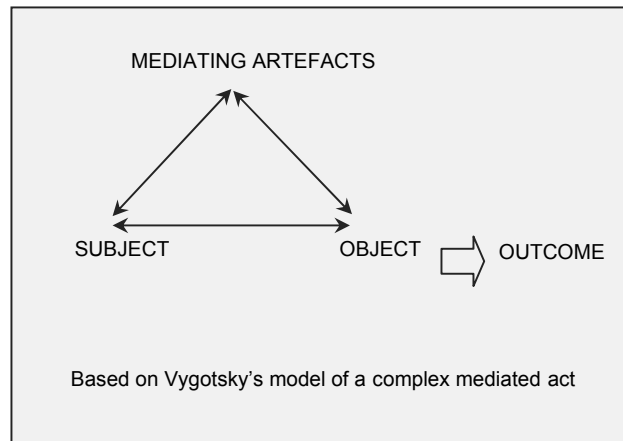 MEDIATING ARTEFACTS
SUBJECT
OBJECT
OUTCOME
Based on Vygotsky’s model of a complex mediated act